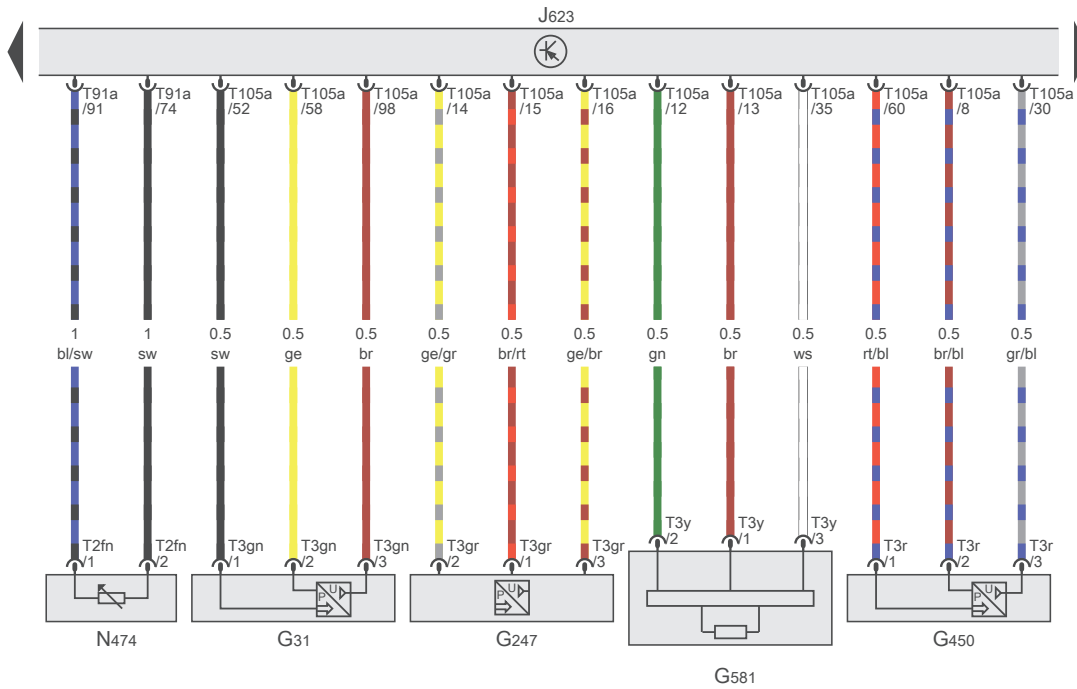 J623
T91a
/91
T91a
/74
T105a
/52
T105a
/58
T105a
/98
T105a
/14
T105a
/15
T105a
/16
T105a
/12
T105a
/13
T105a
/35
T105a
/60
T105a
/8
T105a
/30
1 1 0.5 0.5 0.5 0.5 0.5 0.5 0.5 0.5 0.5 0.5 0.5 0.5
bl/sw sw sw ge br ge/gr br/rt ge/br gn br ws rt/bl br/bl gr/bl
T2fn
/1
T2fn
/2
T3gn
/1
T3gn
/2
T3gn
/3
T3gr
/2
T3gr
/1
T3gr
/3
T3y
/2
T3y
/1
T3y
/3
T3r
/1
T3r
/2
T3r
/3
P U
P U
P U
N474
G31
G247
G581
G450